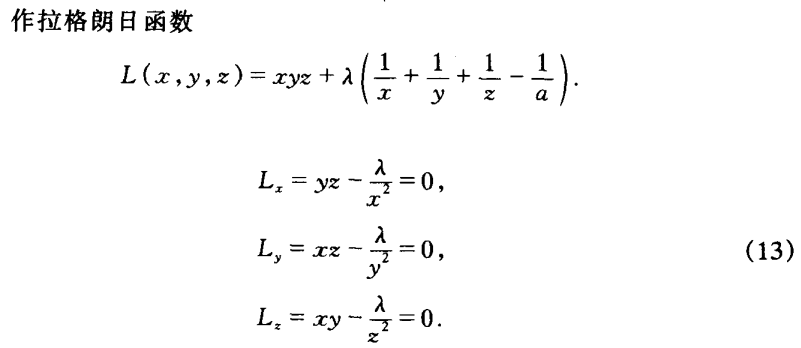 作拉格朗日函数
L(x,y,z)=xyz+λ(1/x+1/y+1/z-1/a).
L_x=yz-λ/x²=0,
L_y=xz-λ/y²=0, (13)
L_z=xy-λ/z²=0.